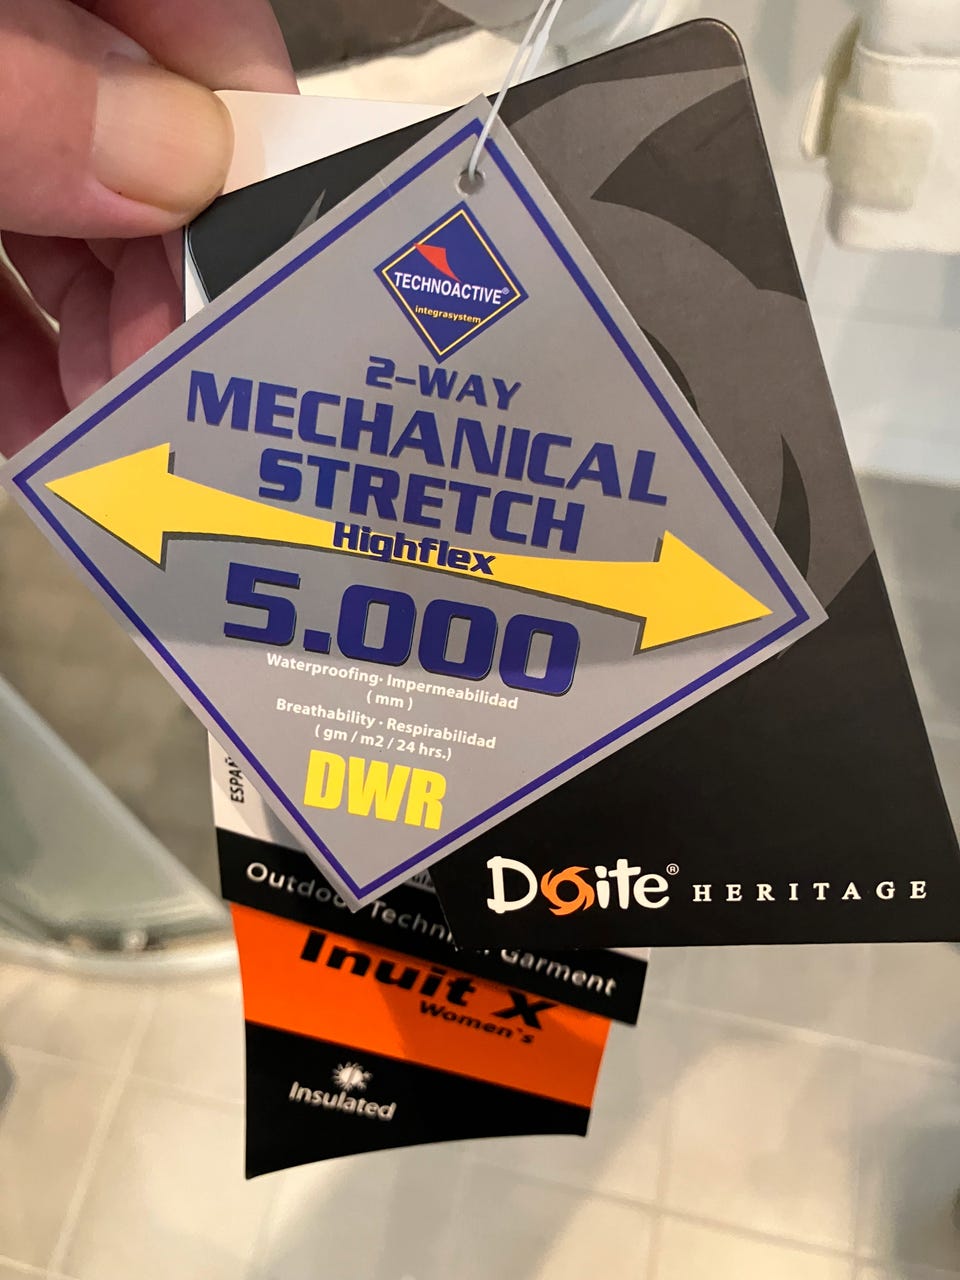 TECHNOACTIVE®
integrasystem
2-WAY
MECHANICAL
STRETCH
Highflex
5.000
Waterproofing • Impermeabilidad
( mm )
Breathability • Respirabilidad
( gm / m2 / 24 hrs.)
DWR
Doite® HERITAGE
Garment
Inuit X
Women`s
Insulated